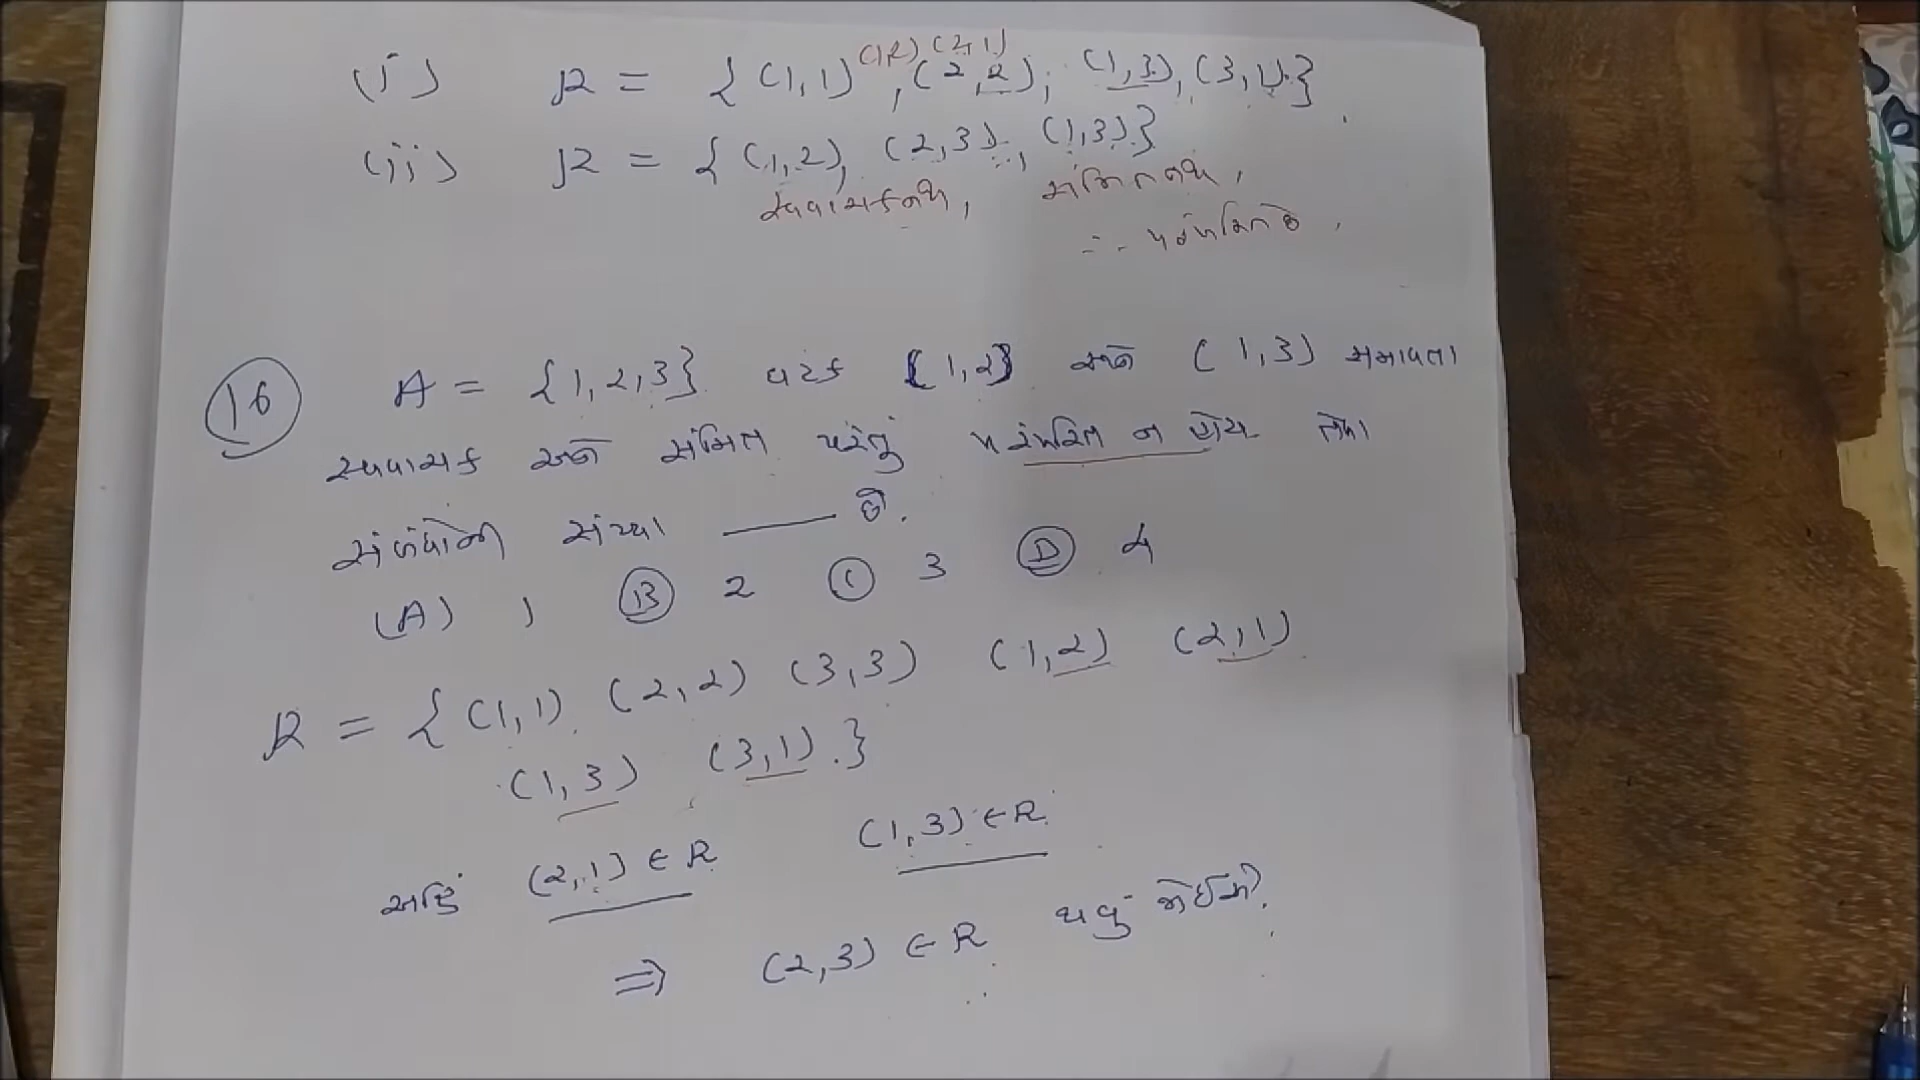 (i) R = {(1,1) (1,2) (2,1), (2,2), (1,3), (3,1).}
(ii) R = {(1,2), (2,3), (1,3)}
સ્વવાચક નથી, સંમિત નથી,
∴ પરંપરિત છે.
16 A = {1,2,3} ઘટક (1,2) અને (1,3) સમાવતા
સ્વવાચક અને સંમિત પરંતુ પરંપરિત ન હોય તેવા
સંબંધોની સંખ્યા ____ છે.
(A) 1 (B) 2 (C) 3 (D) 4
R = {(1,1) (2,2) (3,3) (1,2) (2,1)
(1,3) (3,1).}
અહિં (2,1) ∈ R (1,3) ∈ R.
⇒ (2,3) ∈ R થવું જોઈએ.